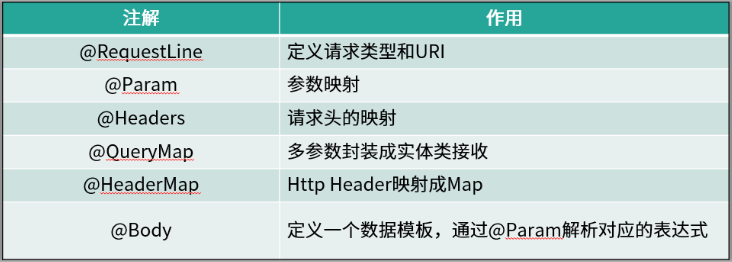 注解 作用
@RequestLine 定义请求类型和URI
@Param 参数映射
@Headers 请求头的映射
@QueryMap 多参数封装成实体类接收
@HeaderMap Http Header映射成Map
@Body 定义一个数据模板，通过@Param解析对应的表达式